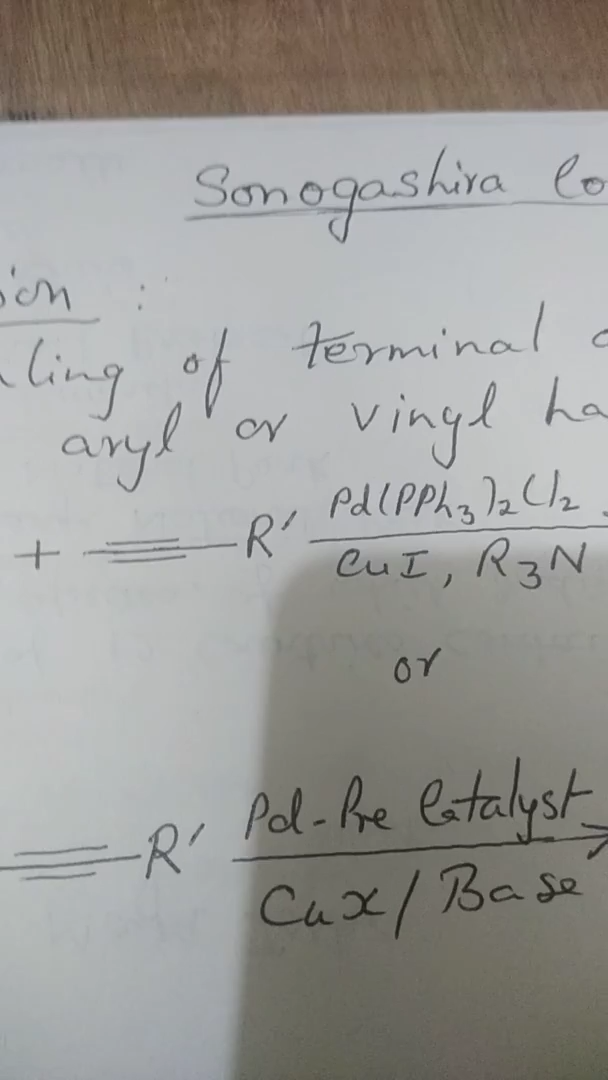 Sonogashira Co
ion :
ling of terminal
aryl or vinyl ha
+ ≡—R' Pd(PPh3)2Cl2
CuI, R3N
or
≡—R' Pd-Pre Catalyst
Cux / Base